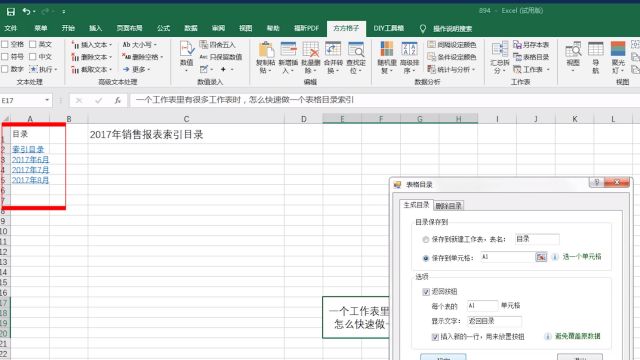 894 - Excel (试用版)
文件 菜单 开始 插入 页面布局 公式 数据 审阅 视图 福昕PDF 方方格子 DIY工具箱 操作说明搜索
空格 英文 符号
插入文本 大小写
四舍五入
间隔设定颜色
另存本表
中文 数字
删除文本 删除空格
只保留数值
条件设定颜色
表格目录
截取文本 更多
统计与分析
工作表
数值 复制粘贴 新增插入 批量删除 合并转换 查找定位 随机重复 高级排序 汇总拆分 视图 聚光灯
文本处理 高级文本处理 数值录入 编辑 数据分析 工作表 视图
E17 一个工作表里有很多工作表时，怎么快速做一个表格目录索引
A B C D E F G H I J K L
目录 2017年销售报表索引目录
索引目录
2017年6月
2017年7月
2017年8月
一个工作表里
怎么快速做一
表格目录
生成目录 删除目录
目录保存到
保存到新建工作表，表名： 目录
保存到单元格： A1 选一个单元格
选项
返回按钮
每个表的 A1 单元格
显示文字： 返回目录
插入新的一行，用来放置按钮 避免覆盖原数据